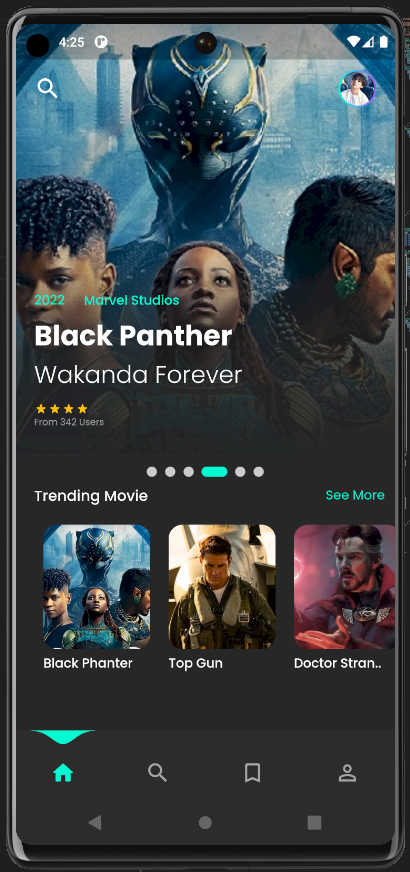 4:25
2022 Marvel Studios
Black Panther
Wakanda Forever
From 342 Users
Trending Movie See More
Black Phanter Top Gun Doctor Stran..